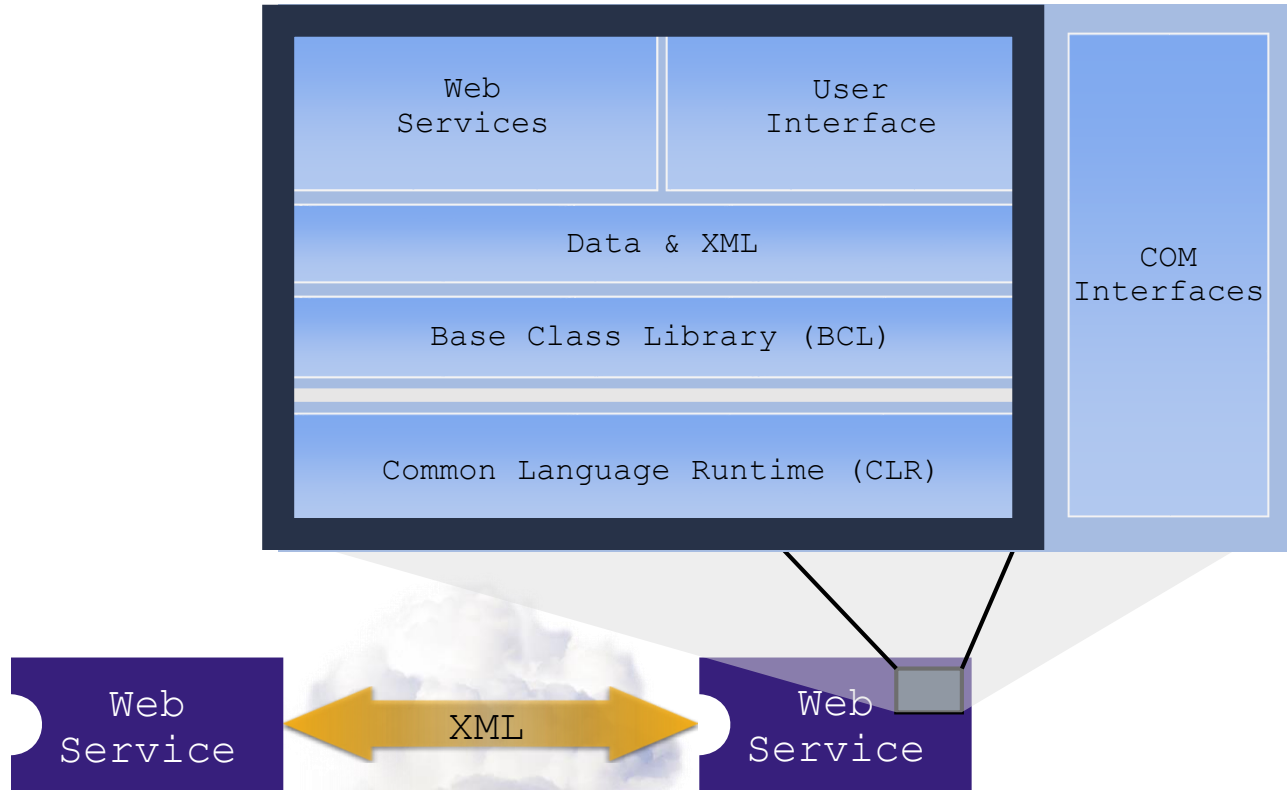 Web
Services
User
Interface
Data & XML
Base Class Library (BCL)
Common Language Runtime (CLR)
COM
Interfaces
Web
Service
XML
Web
Service